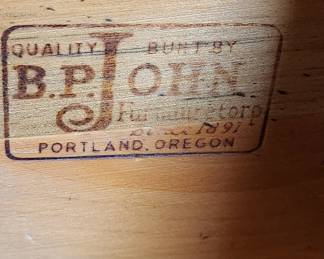 QUALITY BUILT BY
B.P. JOHN
Furniture Corp.
Since 1891
PORTLAND, OREGON